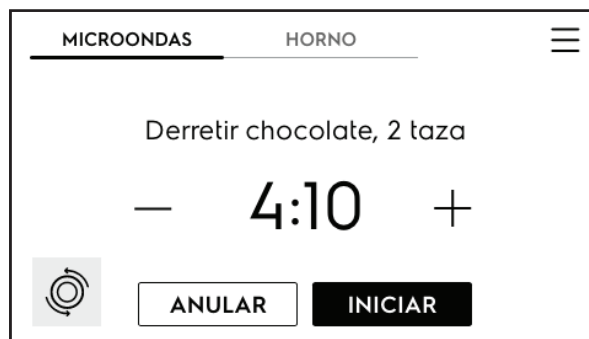 MICROONDAS HORNO
Derretir chocolate, 2 taza
— 4:10 +
ANULAR INICIAR